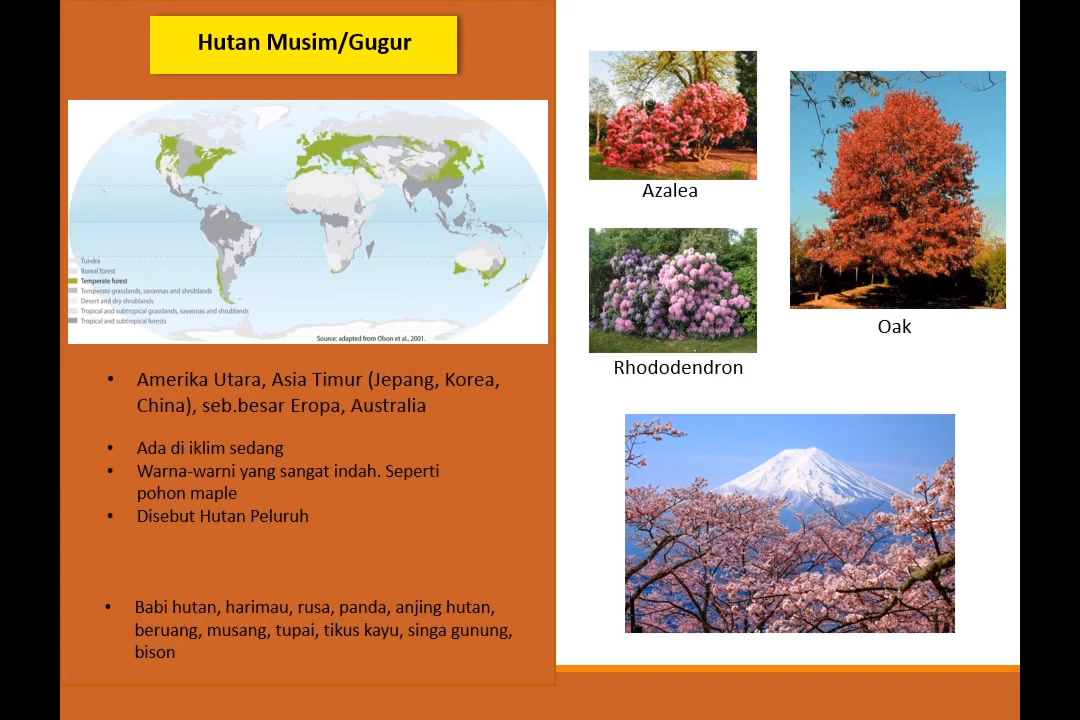 Hutan Musim/Gugur
Tundra
Boreal forest
Temperate forest
Temperate grasslands, savannas and shrublands
Desert and dry shrublands
Tropical and subtropical grasslands, savannas and shrublands
Tropical and subtropical forests
Source: adapted from Olson et al., 2001.
• Amerika Utara, Asia Timur (Jepang, Korea,
China), seb.besar Eropa, Australia
• Ada di iklim sedang
• Warna-warni yang sangat indah. Seperti
pohon maple
• Disebut Hutan Peluruh
• Babi hutan, harimau, rusa, panda, anjing hutan,
beruang, musang, tupai, tikus kayu, singa gunung,
bison
Azalea
Rhododendron
Oak